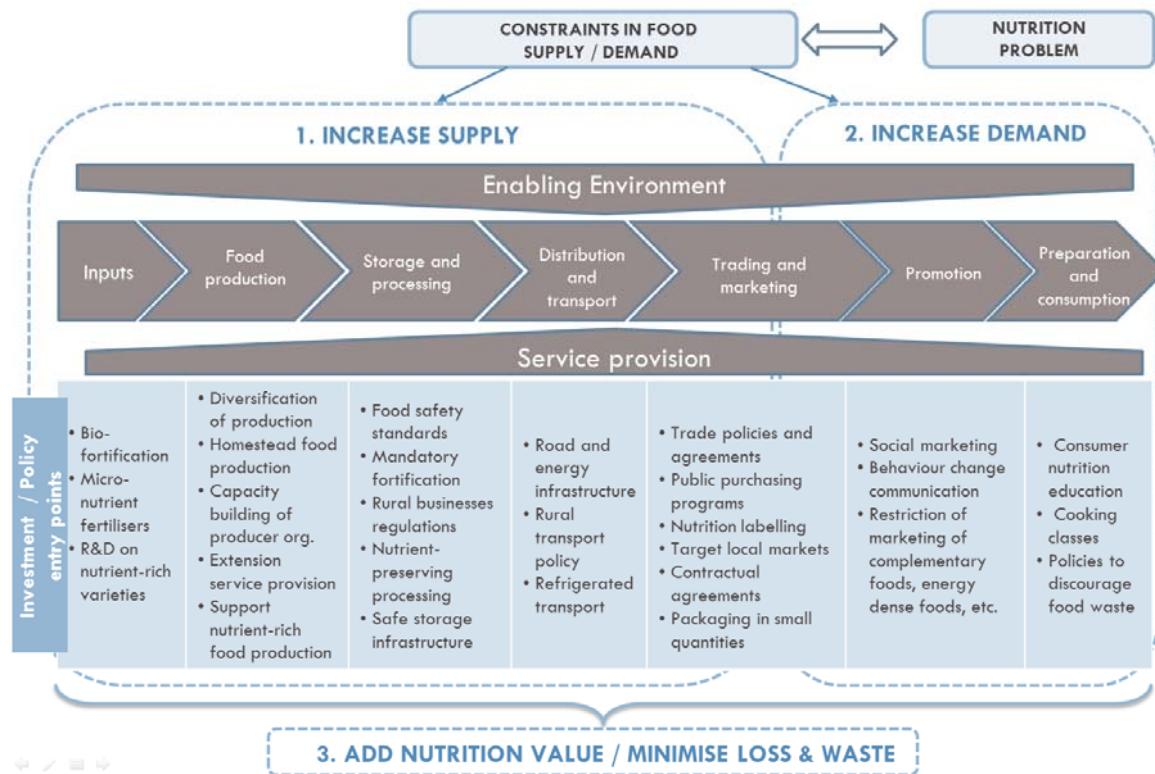 CONSTRAINTS IN FOOD
SUPPLY / DEMAND
NUTRITION
PROBLEM
1. INCREASE SUPPLY
2. INCREASE DEMAND
Enabling Environment
Inputs
Food
production
Storage and
processing
Distribution
and
transport
Trading and
marketing
Promotion
Preparation
and
consumption
Service provision
Investment / Policy
entry points
• Bio-
fortification
• Micro-
nutrient
fertilisers
• R&D on
nutrient-rich
varieties
• Diversification
of production
• Homestead food
production
• Capacity
building of
producer org.
• Extension
service provision
• Support
nutrient-rich
food production
• Food safety
standards
• Mandatory
fortification
• Rural businesses
regulations
• Nutrient-
preserving
processing
• Safe storage
infrastructure
• Road and
energy
infrastructure
• Rural
transport
policy
• Refrigerated
transport
• Trade policies and
agreements
• Public purchasing
programs
• Nutrition labelling
• Target local markets
• Contractual
agreements
• Packaging in small
quantities
• Social marketing
• Behaviour change
communication
• Restriction of
marketing of
complementary
foods, energy
dense foods, etc.
• Consumer
nutrition
education
• Cooking
classes
• Policies to
discourage
food waste
3. ADD NUTRITION VALUE / MINIMISE LOSS & WASTE